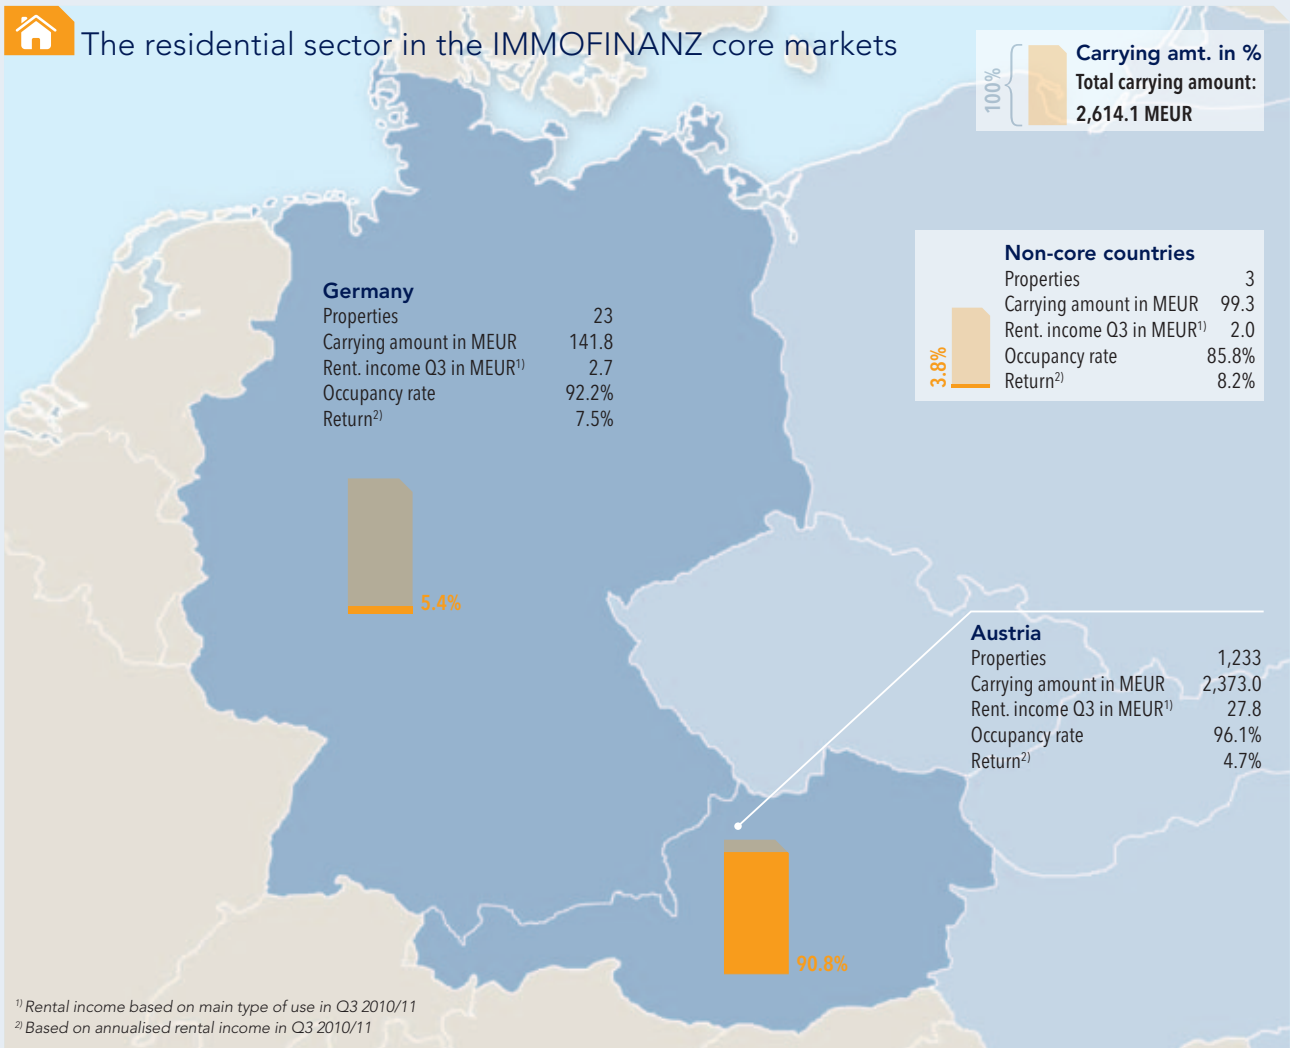 The residential sector in the IMMOFINANZ core markets
100%
Carrying amt. in %
Total carrying amount:
2,614.1 MEUR
Non-core countries
Properties 3
Carrying amount in MEUR 99.3
Rent. income Q3 in MEUR1) 2.0
Occupancy rate 85.8%
Return2) 8.2%
3.8%
Germany
Properties 23
Carrying amount in MEUR 141.8
Rent. income Q3 in MEUR1) 2.7
Occupancy rate 92.2%
Return2) 7.5%
5.4%
Austria
Properties 1,233
Carrying amount in MEUR 2,373.0
Rent. income Q3 in MEUR1) 27.8
Occupancy rate 96.1%
Return2) 4.7%
90.8%
1) Rental income based on main type of use in Q3 2010/11
2) Based on annualised rental income in Q3 2010/11